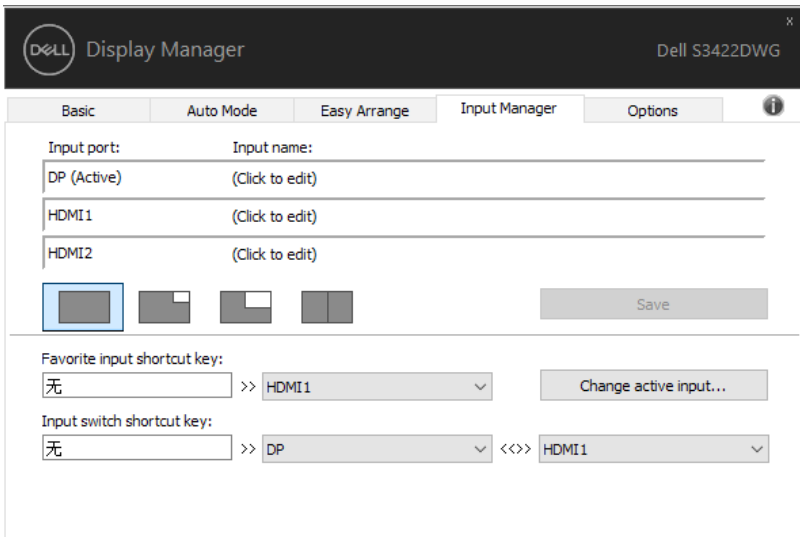 x
DELL Display Manager Dell S3422DWG
Basic Auto Mode Easy Arrange Input Manager Options i
Input port: Input name:
DP (Active) (Click to edit)
HDMI1 (Click to edit)
HDMI2 (Click to edit)
Save
Favorite input shortcut key:
无 >> HDMI1 Change active input...
Input switch shortcut key:
无 >> DP <<>> HDMI1